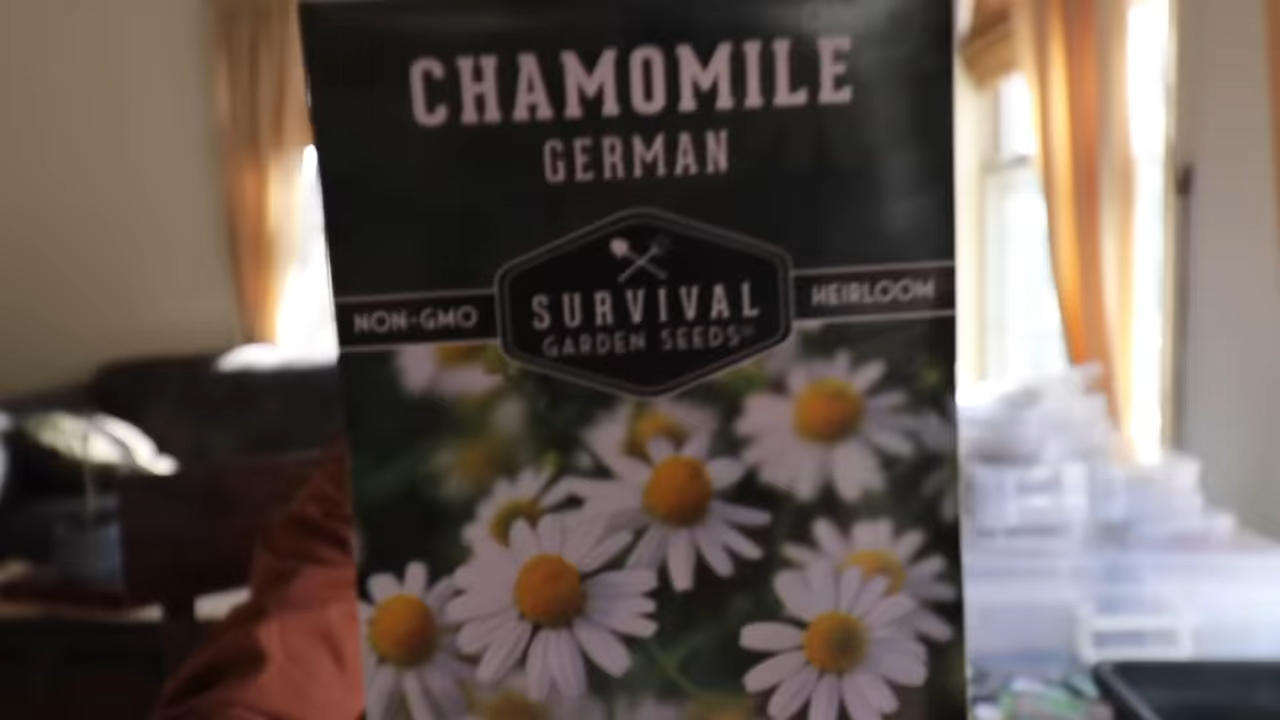 CHAMOMILE
GERMAN
NON-GMO
SURVIVAL
GARDEN SEEDS
HEIRLOOM